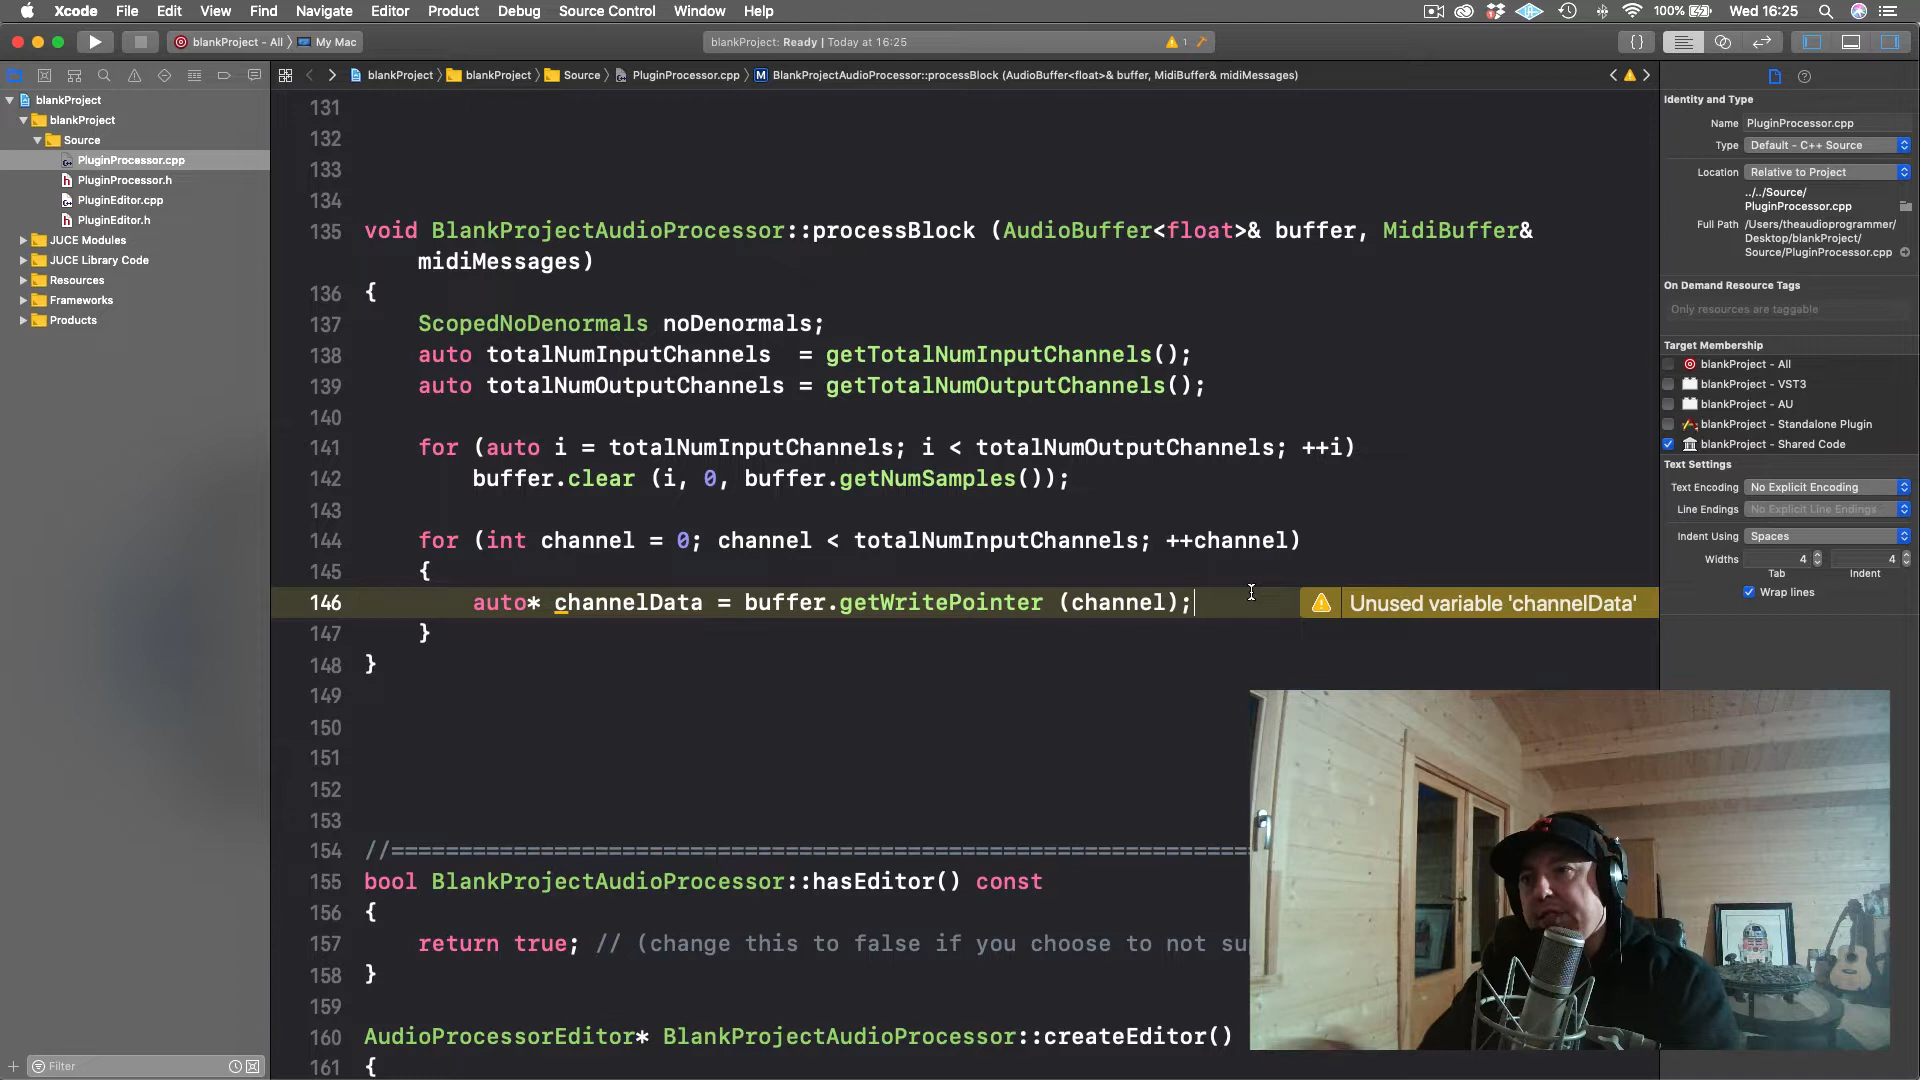 Xcode File Edit View Find Navigate Editor Product Debug Source Control Window Help 100% Wed 16:25
blankProject - All My Mac blankProject: Ready | Today at 16:25 1
blankProject blankProject Source PluginProcessor.cpp M BlankProjectAudioProcessor::processBlock (AudioBuffer<float>& buffer, MidiBuffer& midiMessages)
blankProject
blankProject
Source
PluginProcessor.cpp
PluginProcessor.h
PluginEditor.cpp
PluginEditor.h
JUCE Modules
JUCE Library Code
Resources
Frameworks
Products
Filter
131
132
133
134
135 void BlankProjectAudioProcessor::processBlock (AudioBuffer<float>& buffer, MidiBuffer&
midiMessages)
136 {
137 ScopedNoDenormals noDenormals;
138 auto totalNumInputChannels  = getTotalNumInputChannels();
139 auto totalNumOutputChannels = getTotalNumOutputChannels();
140
141 for (auto i = totalNumInputChannels; i < totalNumOutputChannels; ++i)
142 buffer.clear (i, 0, buffer.getNumSamples());
143
144 for (int channel = 0; channel < totalNumInputChannels; ++channel)
145 {
146 auto* channelData = buffer.getWritePointer (channel); Unused variable 'channelData'
147 }
148 }
149
150
151
152
153
154 //==============================================================
155 bool BlankProjectAudioProcessor::hasEditor() const
156 {
157 return true; // (change this to false if you choose to not su
158 }
159
160 AudioProcessorEditor* BlankProjectAudioProcessor::createEditor()
161 {
Identity and Type
Name PluginProcessor.cpp
Type Default - C++ Source
Location Relative to Project
../../Source/
PluginProcessor.cpp
Full Path /Users/theaudioprogrammer/
Desktop/blankProject/
Source/PluginProcessor.cpp
On Demand Resource Tags
Only resources are taggable
Target Membership
blankProject - All
blankProject - VST3
blankProject - AU
blankProject - Standalone Plugin
blankProject - Shared Code
Text Settings
Text Encoding No Explicit Encoding
Line Endings No Explicit Line Endings
Indent Using Spaces
Widths 4 4
Tab Indent
Wrap lines